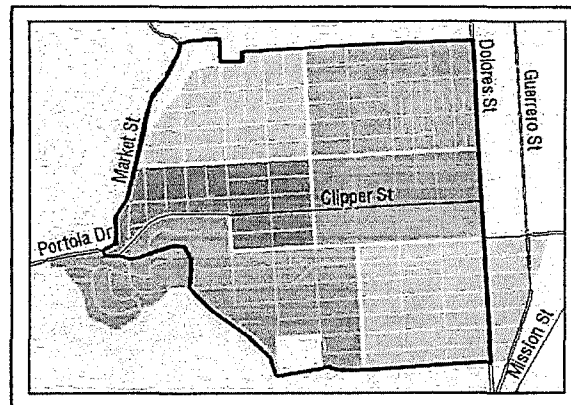 Dolores St
Guerrero St
Market St
Clipper St
Portola Dr
Mission St